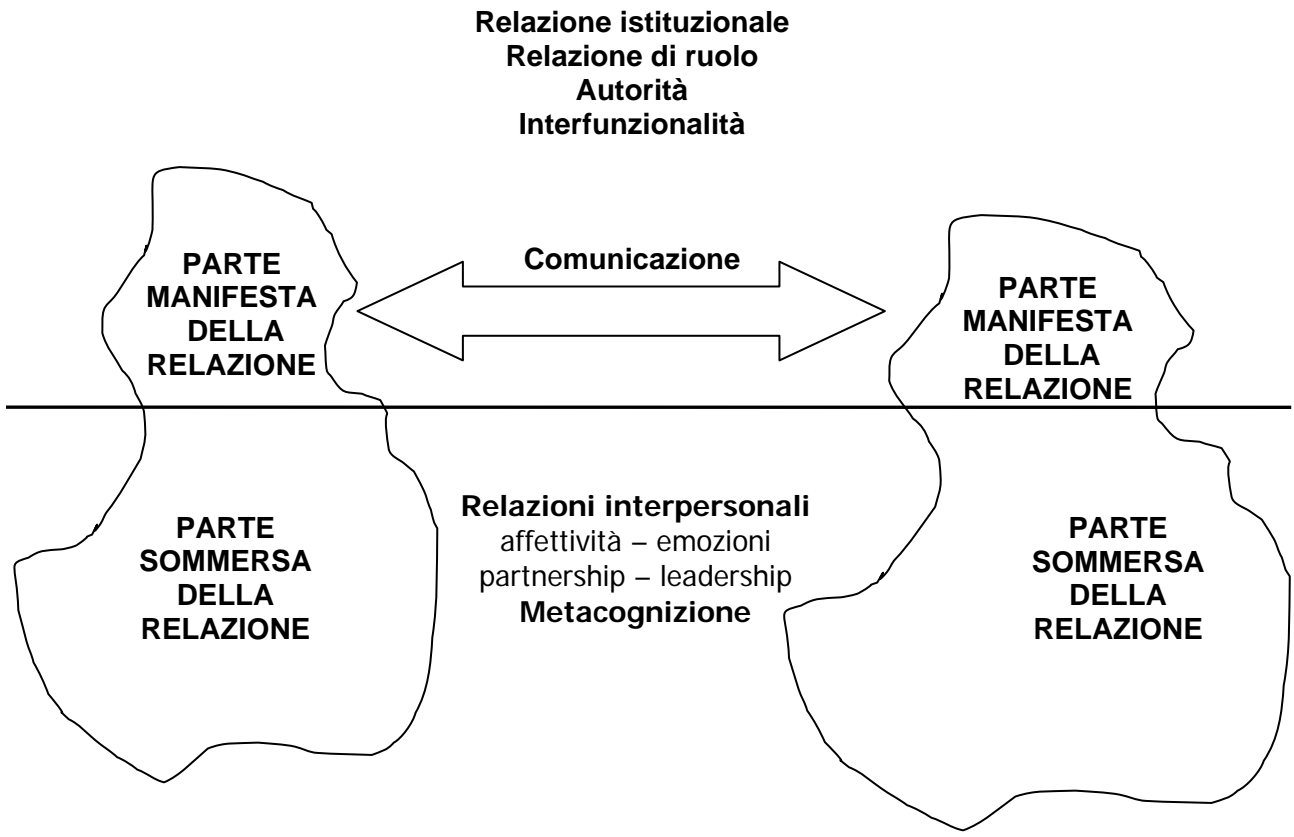 Relazione istituzionale
Relazione di ruolo
Autorità
Interfunzionalità
Comunicazione
PARTE
MANIFESTA
DELLA
RELAZIONE
PARTE
MANIFESTA
DELLA
RELAZIONE
PARTE
SOMMERSA
DELLA
RELAZIONE
Relazioni interpersonali
affettività – emozioni
partnership – leadership
Metacognizione
PARTE
SOMMERSA
DELLA
RELAZIONE